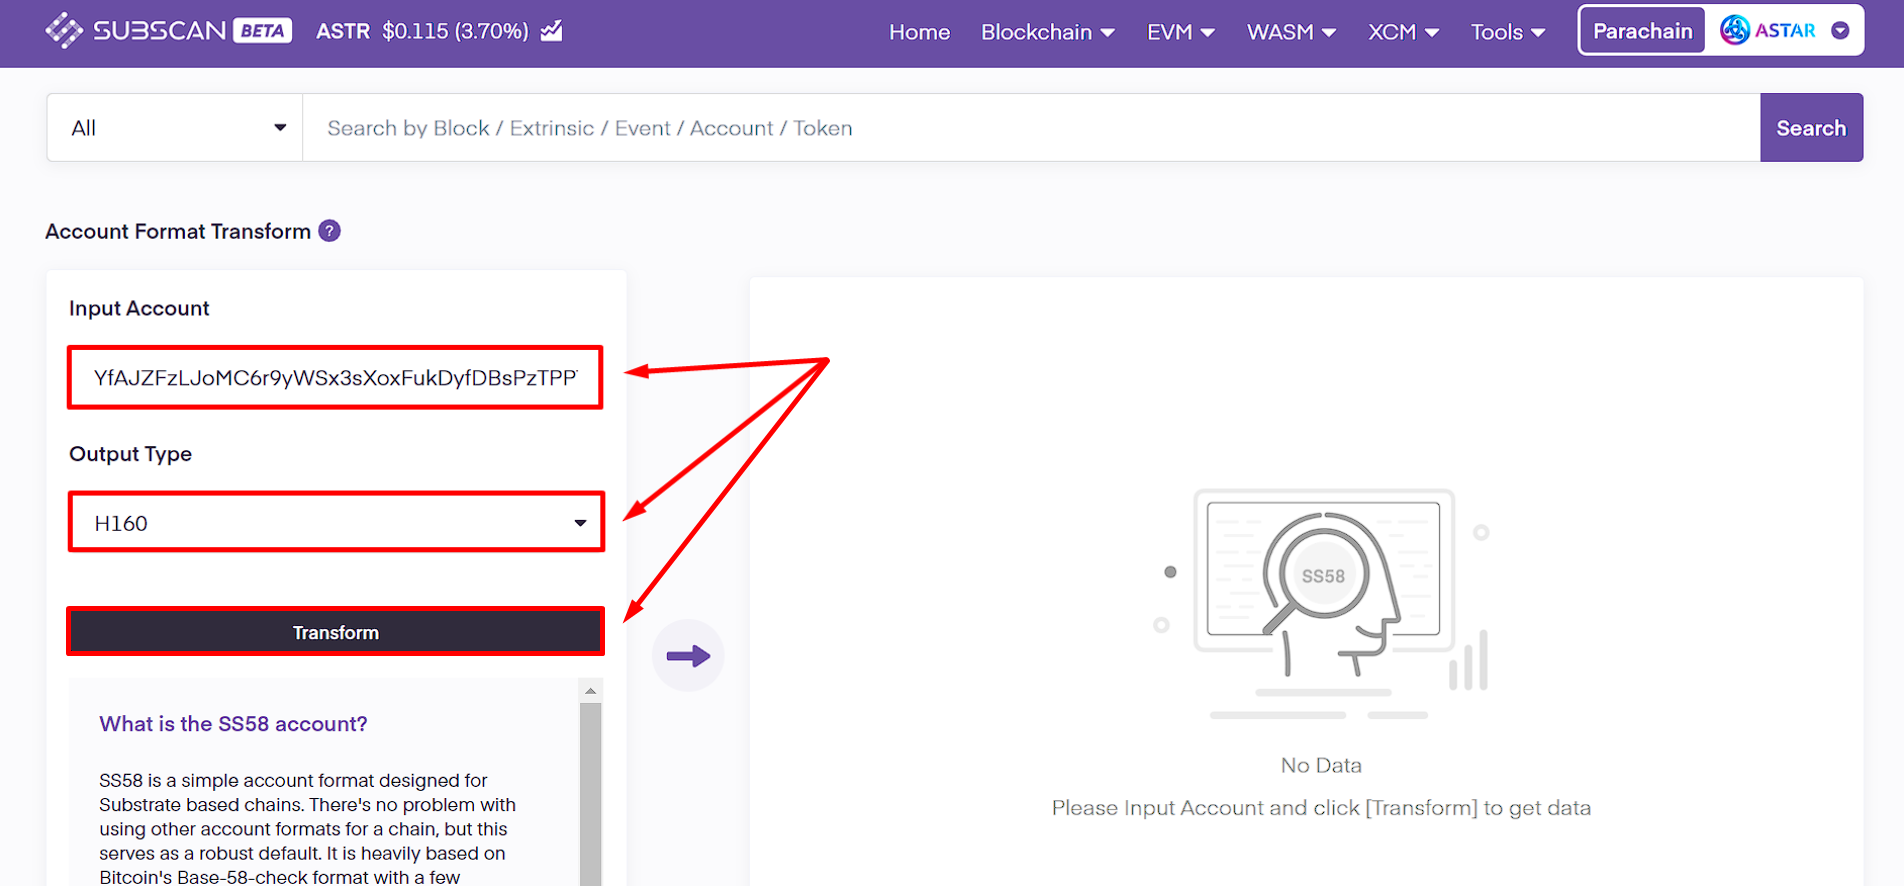 SUBSCAN BETA ASTR $0.115 (3.70%) Home Blockchain EVM WASM XCM Tools Parachain ASTAR
All Search by Block / Extrinsic / Event / Account / Token Search
Account Format Transform ?
Input Account
YfAJZFzLJoMC6r9yWSx3sXoxFukDyfDBsPzTPP
Output Type
H160
Transform
What is the SS58 account?
SS58 is a simple account format designed for
Substrate based chains. There's no problem with
using other account formats for a chain, but this
serves as a robust default. It is heavily based on
Bitcoin's Base-58-check format with a few
SS58
No Data
Please Input Account and click [Transform] to get data